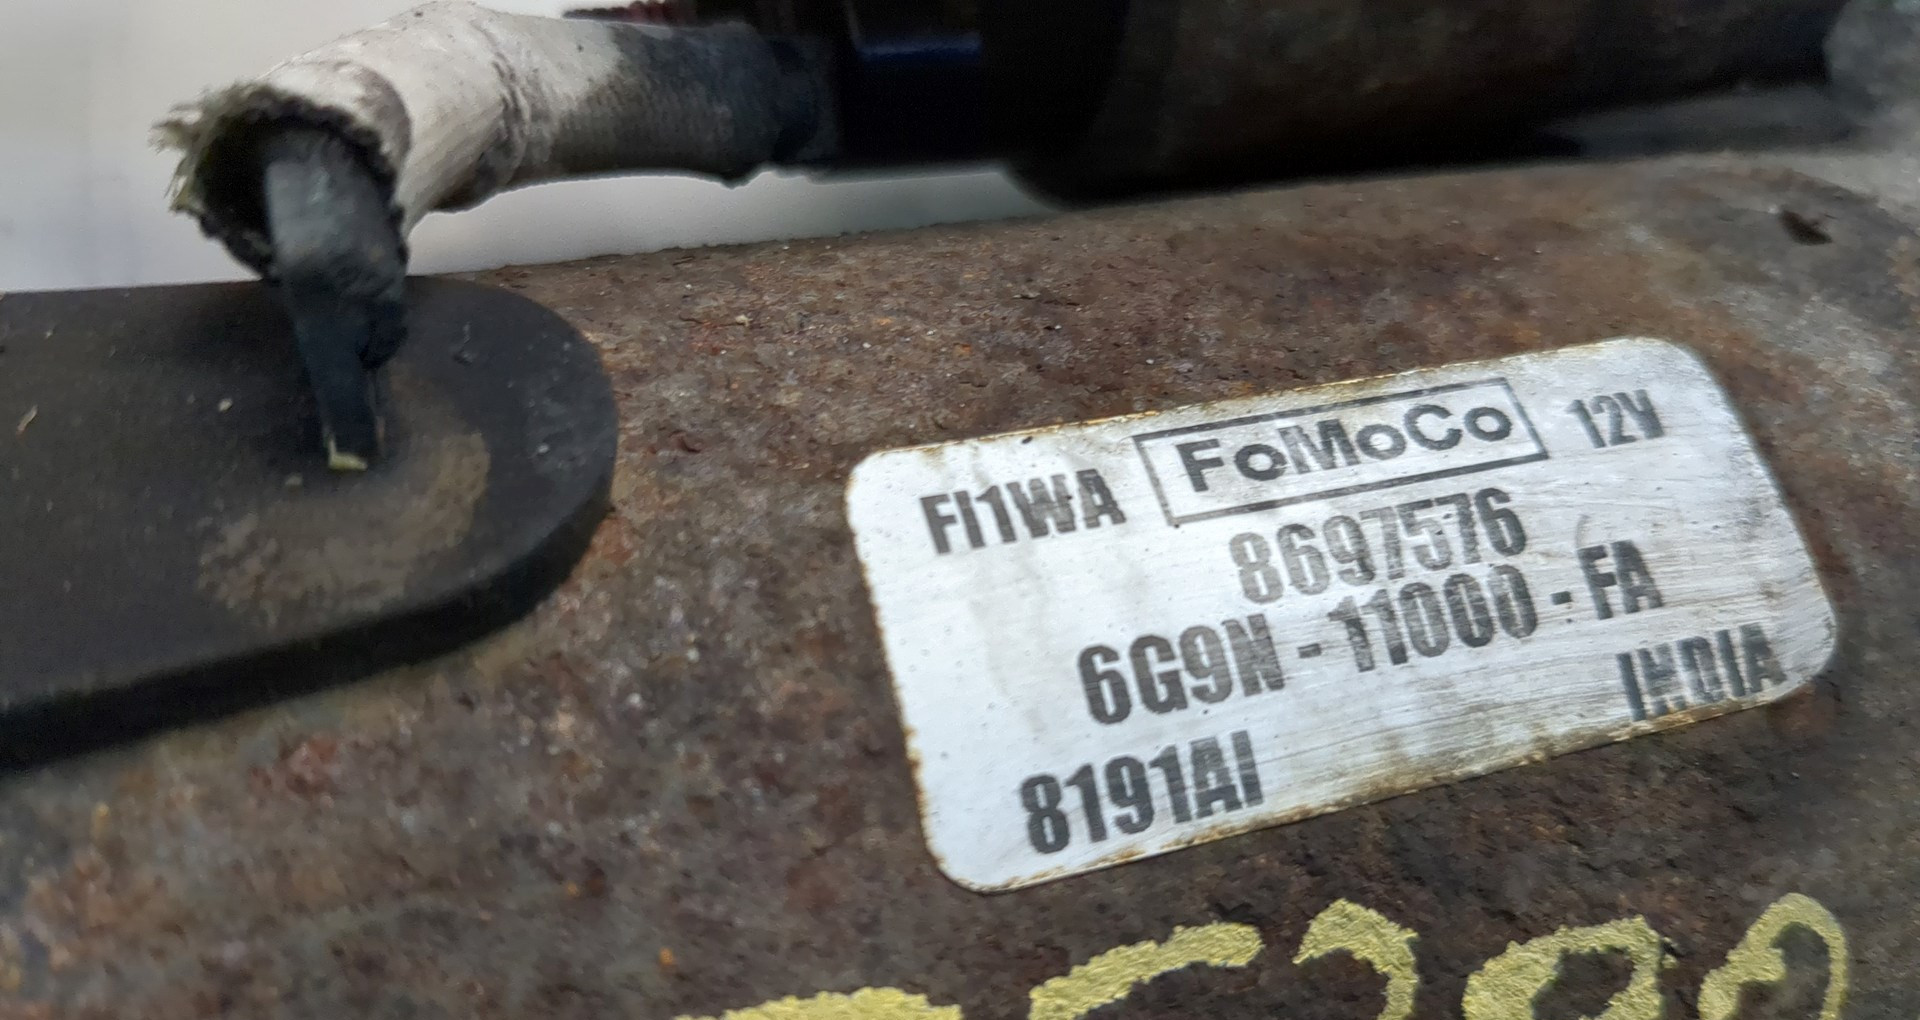 FI1WA FoMoCo 12V
8697576
6G9N-11000-FA
INDIA
8191AI